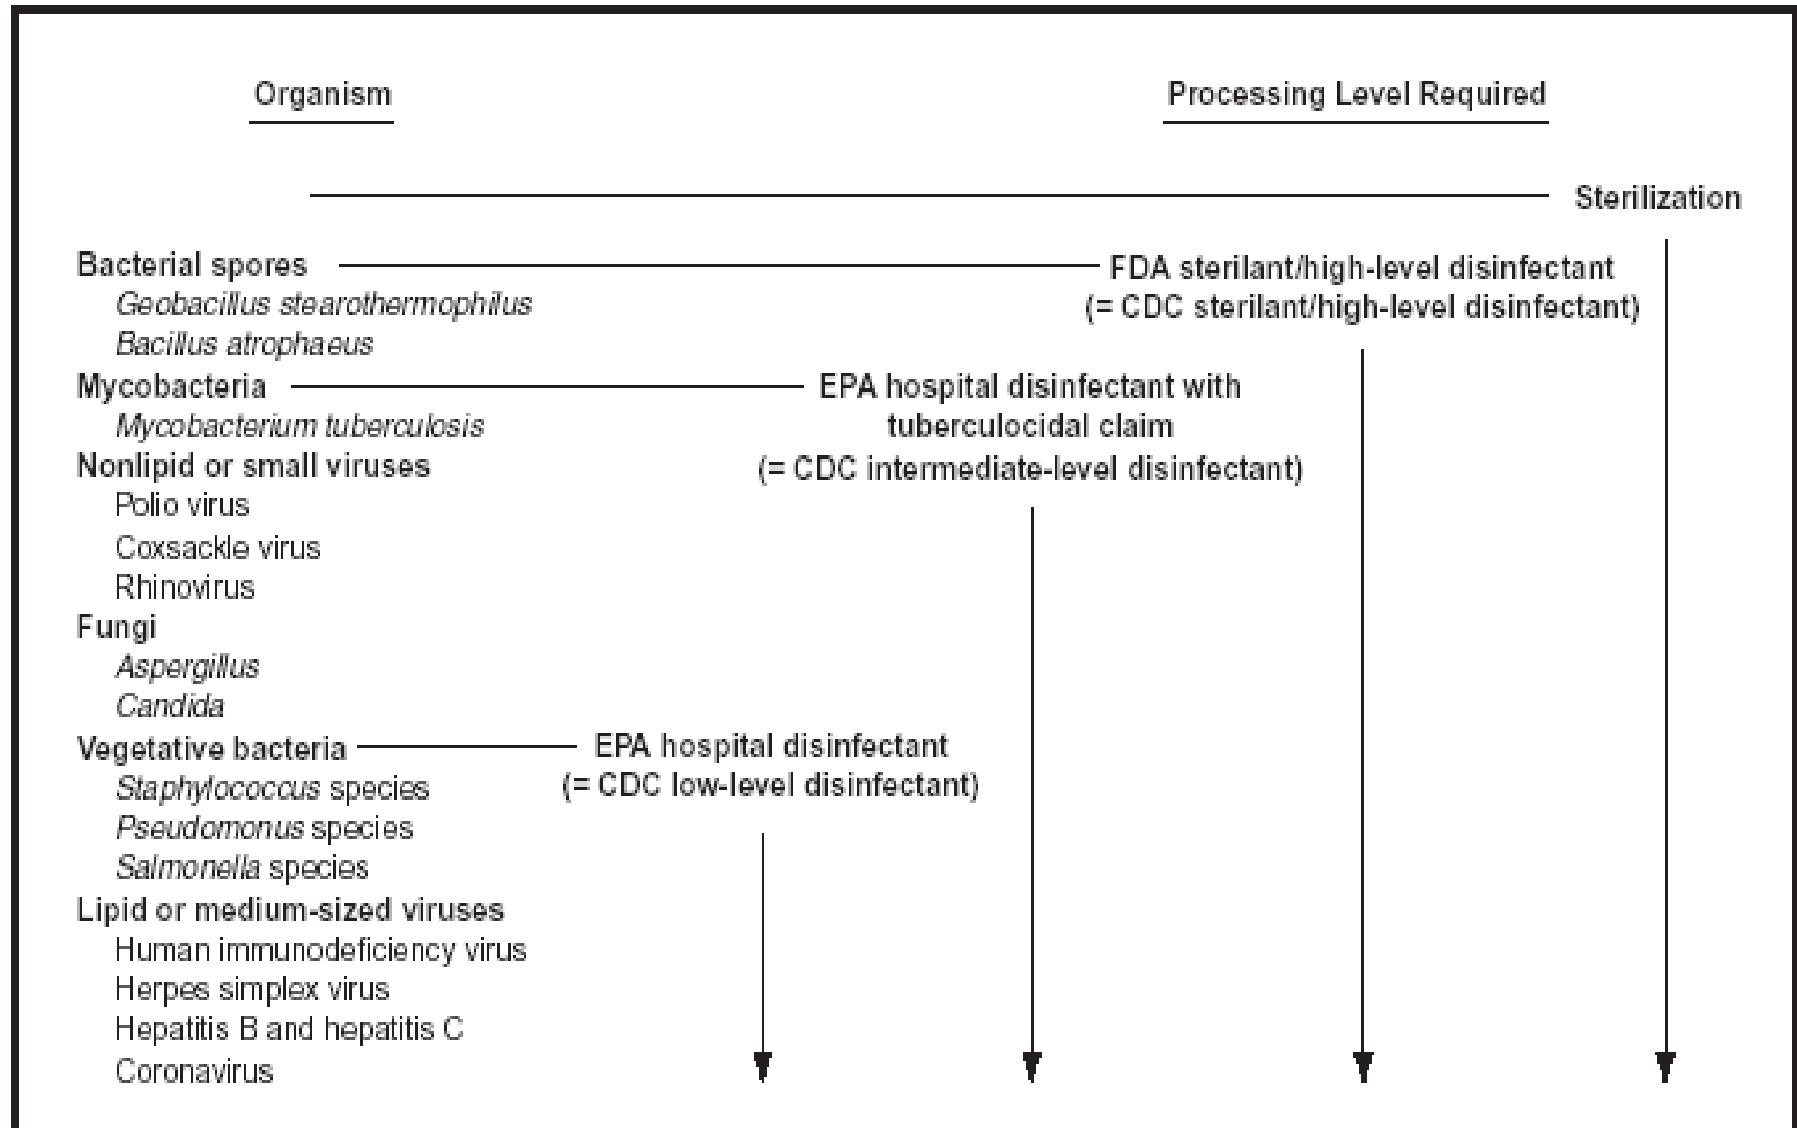 Organism Processing Level Required
Sterilization
Bacterial spores FDA sterilant/high-level disinfectant
Geobacillus stearothermophilus (= CDC sterilant/high-level disinfectant)
Bacillus atrophaeus
Mycobacteria EPA hospital disinfectant with
Mycobacterium tuberculosis tuberculocidal claim
Nonlipid or small viruses (= CDC intermediate-level disinfectant)
Polio virus
Coxsackle virus
Rhinovirus
Fungi
Aspergillus
Candida
Vegetative bacteria EPA hospital disinfectant
Staphylococcus species (= CDC low-level disinfectant)
Pseudomonus species
Salmonella species
Lipid or medium-sized viruses
Human immunodeficiency virus
Herpes simplex virus
Hepatitis B and hepatitis C
Coronavirus